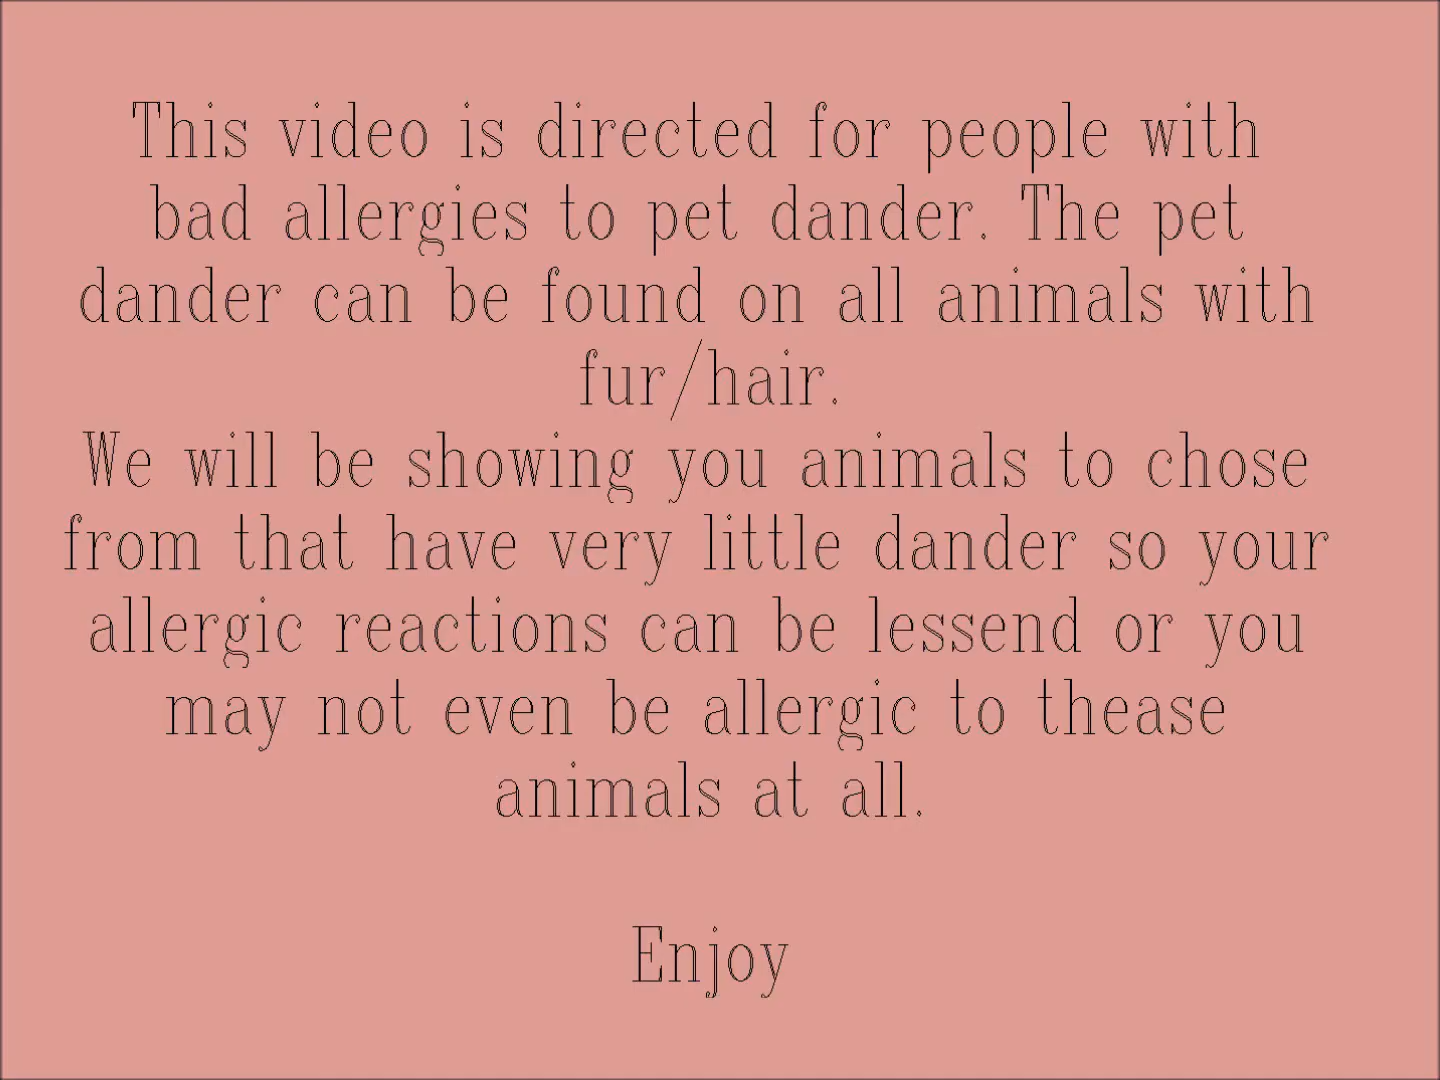 This video is directed for people with
bad allergies to pet dander. The pet
dander can be found on all animals with
fur/hair.
We will be showing you animals to chose
from that have very little dander so your
allergic reactions can be lessend or you
may not even be allergic to thease
animals at all.
Enjoy